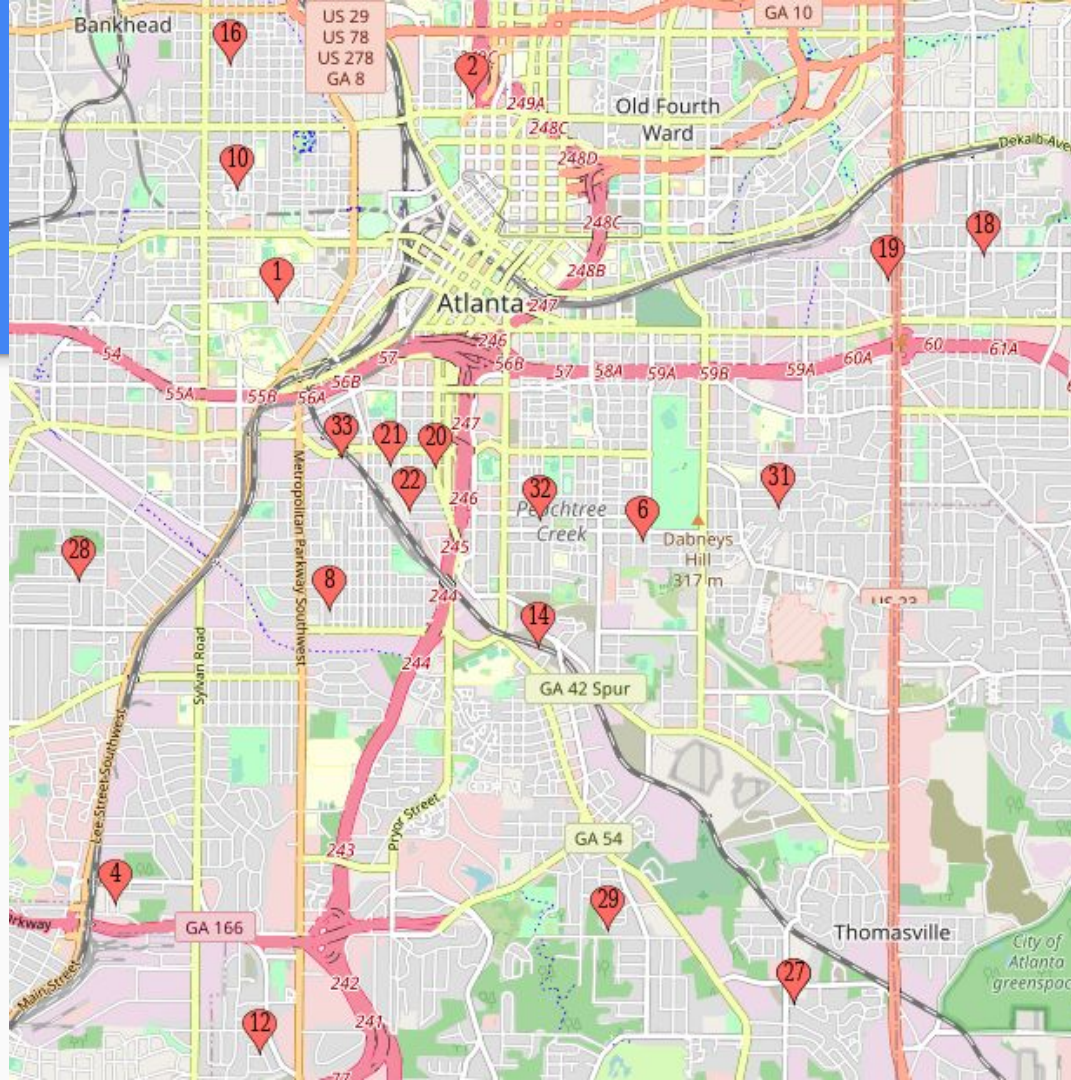 Bankhead
16
US 29
US 78
US 278
GA 8
GA 10
2
249A
Old Fourth
Ward
248C
248D
Dekalb Ave
10
248C
18
19
248B
1
Atlanta
247
54
57
246
56B
57
58A
59A
59B
59A
60A
60
61A
55A
55B
56A
56B
33
21
20
247
22
246
32
Peachtree
Creek
6
31
Dabneys
Hill
317 m
28
245
8
244
US 23
Metropolitan Parkway Southwest
14
244
Sylvan Road
GA 42 Spur
Lee Street Southwest
Pryor Street
243
GA 54
4
29
GA 166
Thomasville
City of
Atlanta
greenspac
Main Street
242
27
12
241
77